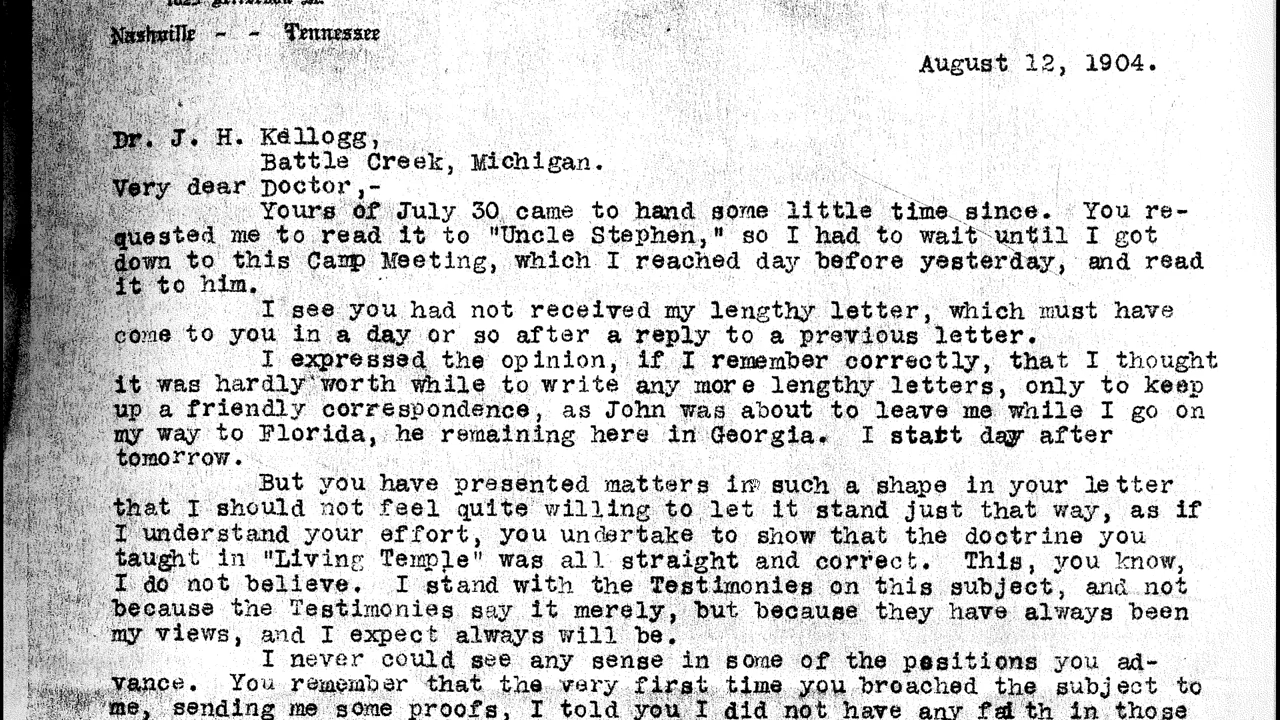 Nashville - - Tennessee
August 12, 1904.
Dr. J. H. Kellogg,
Battle Creek, Michigan.
Very dear Doctor,-
Yours of July 30 came to hand some little time since. You re-
quested me to read it to "Uncle Stephen," so I had to wait until I got
down to this Camp Meeting, which I reached day before yesterday, and read
it to him.
I see you had not received my lengthy letter, which must have
come to you in a day or so after a reply to a previous letter.
I expressed the opinion, if I remember correctly, that I thought
it was hardly worth while to write any more lengthy letters, only to keep
up a friendly correspondence, as John was about to leave me while I go on
my way to Florida, he remaining here in Georgia. I start day after
tomorrow.
But you have presented matters in such a shape in your letter
that I should not feel quite willing to let it stand just that way, as if
I understand your effort, you undertake to show that the doctrine you
taught in "Living Temple" was all straight and correct. This, you know,
I do not believe. I stand with the Testimonies on this subject, and not
because the Testimonies say it merely, but because they have always been
my views, and I expect always will be.
I never could see any sense in some of the positions you ad-
vance. You remember that the very first time you broached the subject to
me, sending me some proofs, I told you I did not have any faith in those